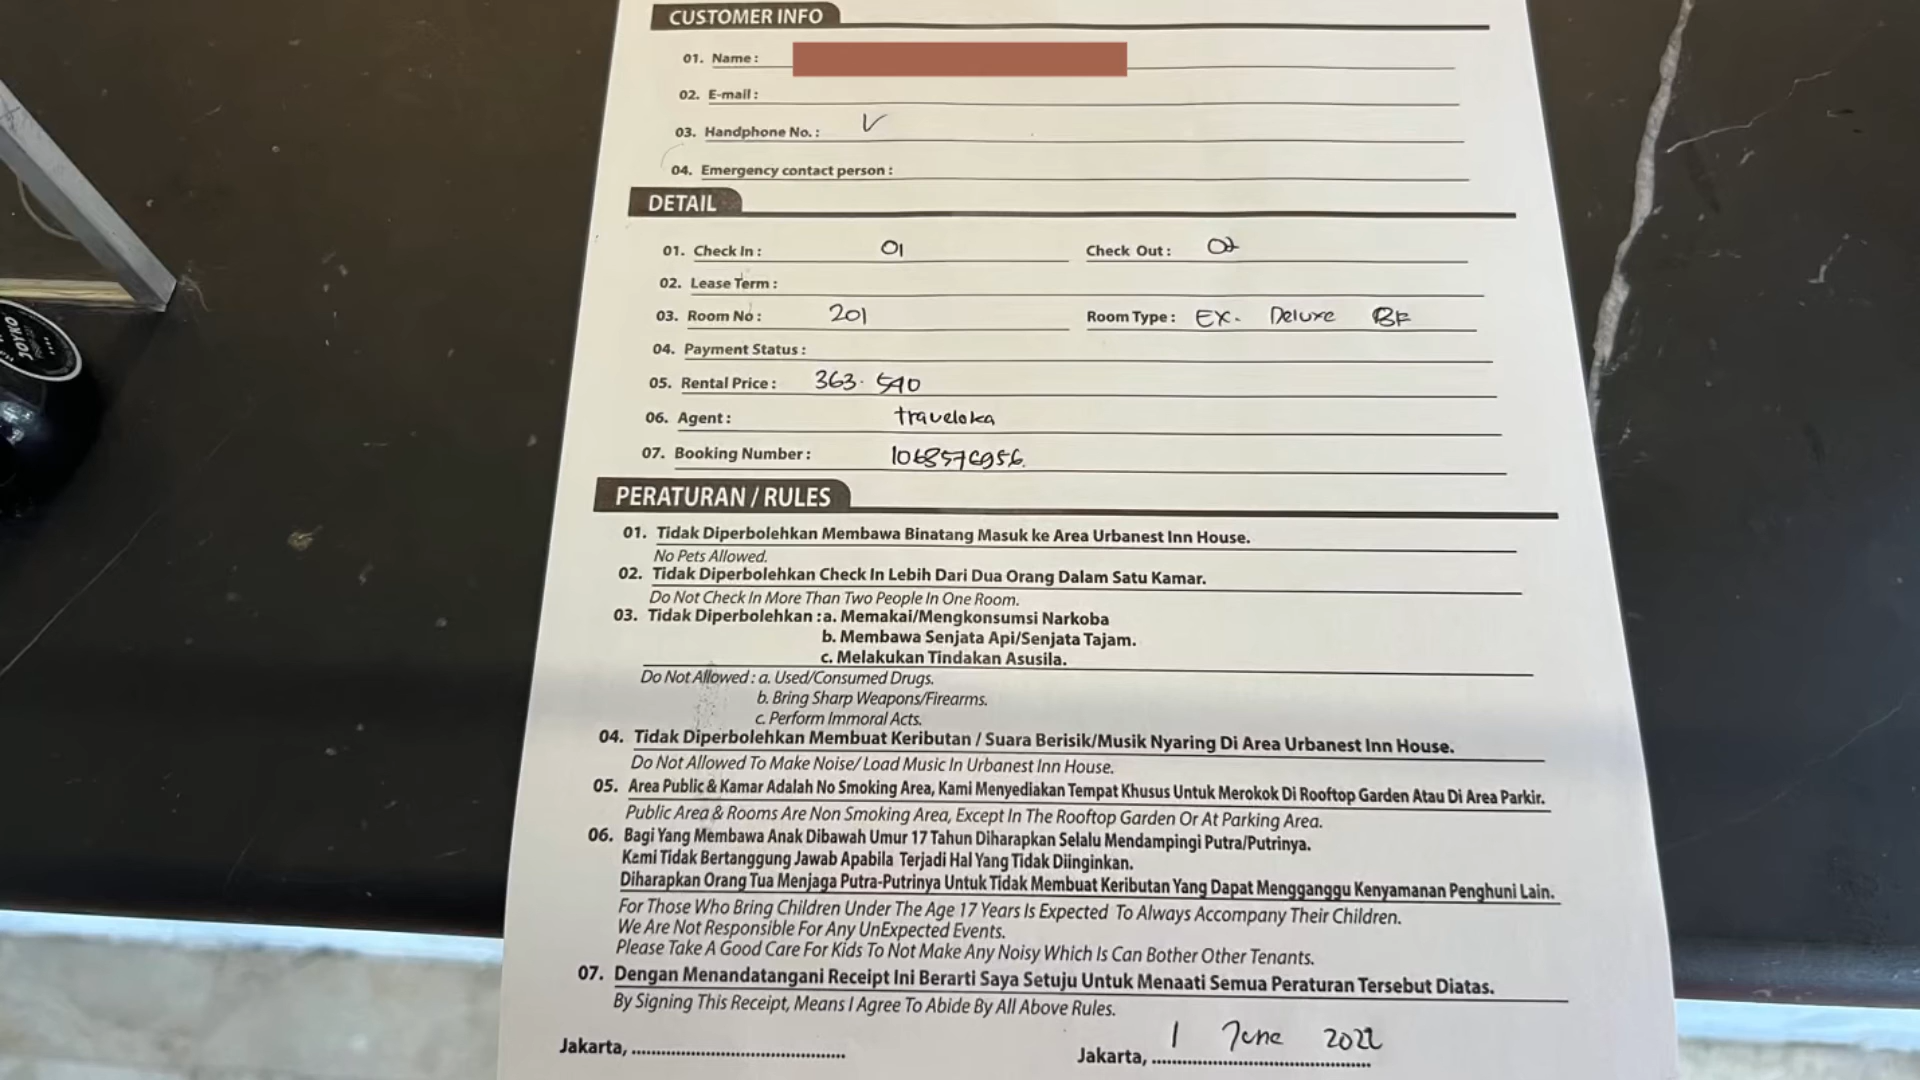 CUSTOMER INFO
01. Name :
02. E-mail :
03. Handphone No. : V
04. Emergency contact person :
DETAIL
01. Check In : 01 Check Out : 02
02. Lease Term :
03. Room No : 201 Room Type : EX. Deluxe BF
04. Payment Status :
05. Rental Price : 363.540
06. Agent : traveloka
07. Booking Number :
PERATURAN / RULES
01. Tidak Diperbolehkan Membawa Binatang Masuk ke Area Urbanest Inn House.
No Pets Allowed.
02. Tidak Diperbolehkan Check In Lebih Dari Dua Orang Dalam Satu Kamar.
Do Not Check In More Than Two People In One Room.
03. Tidak Diperbolehkan : a. Memakai/Mengkonsumsi Narkoba
b. Membawa Senjata Api/Senjata Tajam.
c. Melakukan Tindakan Asusila.
Do Not Allowed : a. Used/Consumed Drugs.
b. Bring Sharp Weapons/Firearms.
c. Perform Immoral Acts.
04. Tidak Diperbolehkan Membuat Keributan / Suara Berisik/Musik Nyaring Di Area Urbanest Inn House.
Do Not Allowed To Make Noise/ Load Music In Urbanest Inn House.
05. Area Public & Kamar Adalah No Smoking Area, Kami Menyediakan Tempat Khusus Untuk Merokok Di Rooftop Garden Atau Di Area Parkir.
Public Area & Rooms Are Non Smoking Area, Except In The Rooftop Garden Or At Parking Area.
06. Bagi Yang Membawa Anak Dibawah Umur 17 Tahun Diharapkan Selalu Mendampingi Putra/Putrinya.
Kami Tidak Bertanggung Jawab Apabila Terjadi Hal Yang Tidak Diinginkan.
Diharapkan Orang Tua Menjaga Putra-Putrinya Untuk Tidak Membuat Keributan Yang Dapat Mengganggu Kenyamanan Penghuni Lain.
For Those Who Bring Children Under The Age 17 Years Is Expected To Always Accompany Their Children.
We Are Not Responsible For Any UnExpected Events.
Please Take A Good Care For Kids To Not Make Any Noisy Which Is Can Bother Other Tenants.
07. Dengan Menandatangani Receipt Ini Berarti Saya Setuju Untuk Menaati Semua Peraturan Tersebut Diatas.
By Signing This Receipt, Means I Agree To Abide By All Above Rules.
Jakarta, ........................................... Jakarta, 1 June 2022
JOYKO